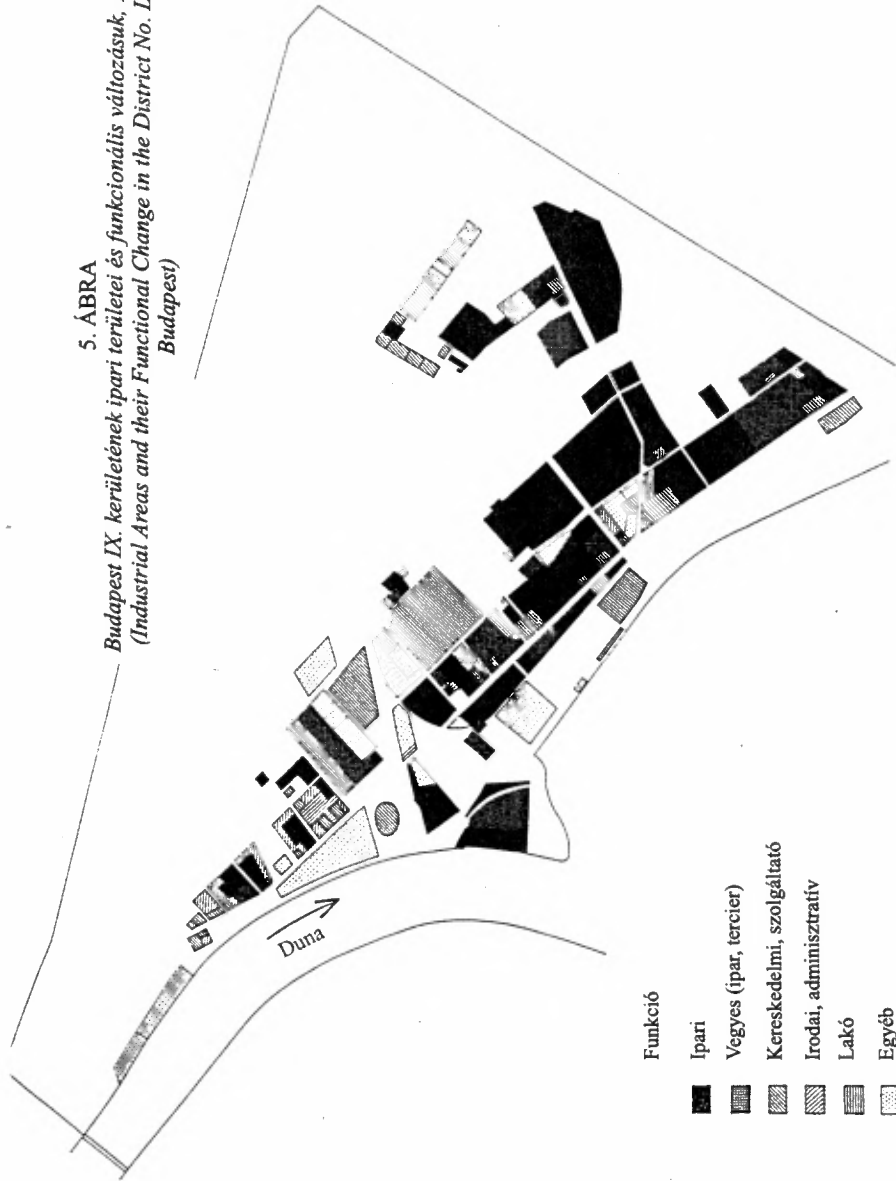 5. ÁBRA
Budapest IX. kerületének ipari területei és funkcionális változásuk,
(Industrial Areas and their Functional Change in the District No.
Budapest)
Duna
Funkció
Ipari
Vegyes (ipar, tercier)
Kereskedelmi, szolgáltató
Irodai, adminisztratív
Lakó
Egyéb